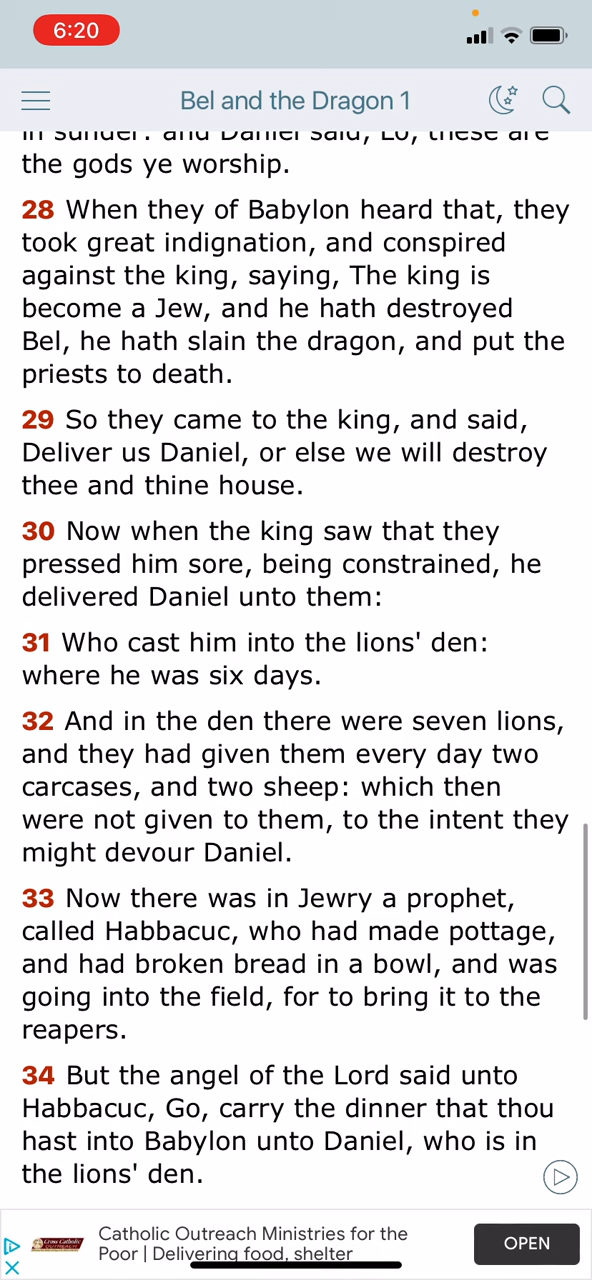 6:20
Bel and the Dragon 1
in sunder: and Daniel said, Lo, these are
the gods ye worship.
28 When they of Babylon heard that, they
took great indignation, and conspired
against the king, saying, The king is
become a Jew, and he hath destroyed
Bel, he hath slain the dragon, and put the
priests to death.
29 So they came to the king, and said,
Deliver us Daniel, or else we will destroy
thee and thine house.
30 Now when the king saw that they
pressed him sore, being constrained, he
delivered Daniel unto them:
31 Who cast him into the lions' den:
where he was six days.
32 And in the den there were seven lions,
and they had given them every day two
carcases, and two sheep: which then
were not given to them, to the intent they
might devour Daniel.
33 Now there was in Jewry a prophet,
called Habbacuc, who had made pottage,
and had broken bread in a bowl, and was
going into the field, for to bring it to the
reapers.
34 But the angel of the Lord said unto
Habbacuc, Go, carry the dinner that thou
hast into Babylon unto Daniel, who is in
the lions' den.
Catholic Outreach Ministries for the
Poor | Delivering food, shelter
OPEN